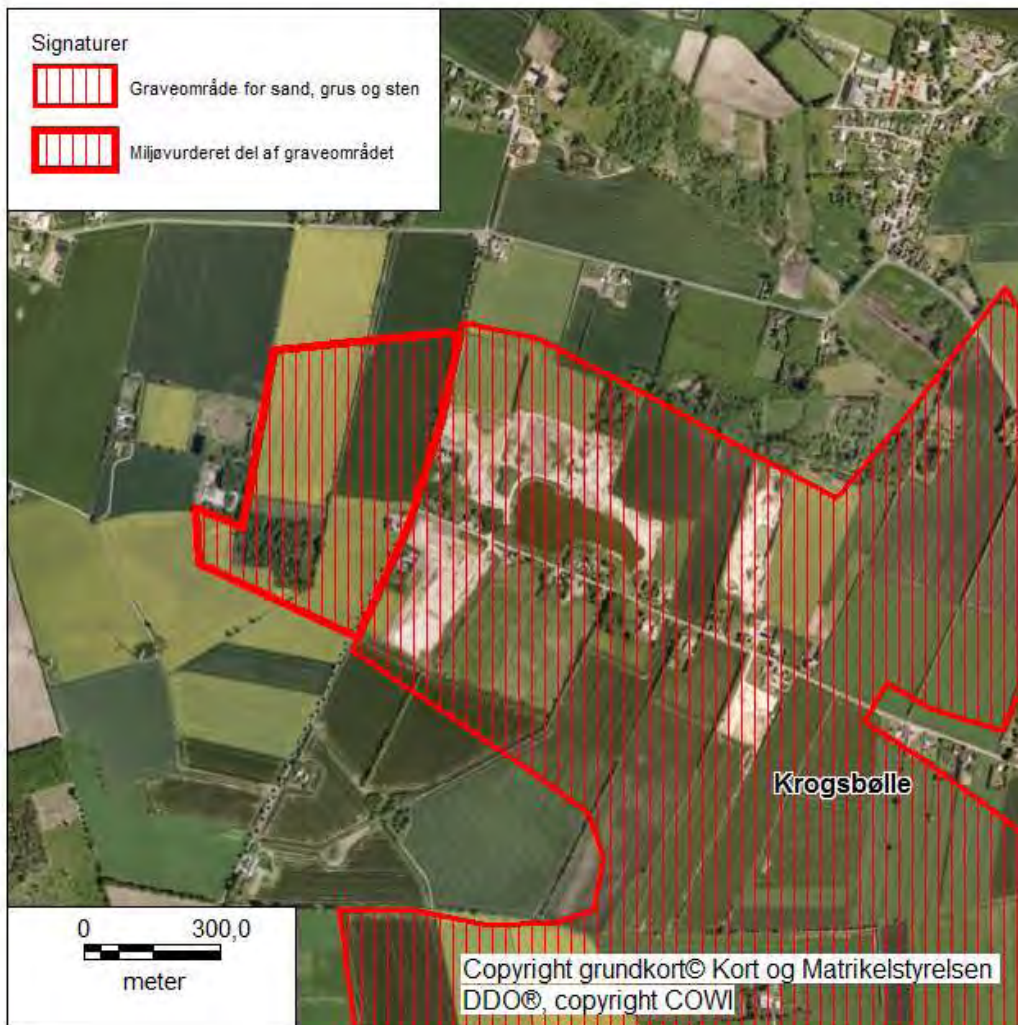 Signaturer
Graveområde for sand, grus og sten
Miljøvurderet del af graveområdet
Krogsbølle
0 300,0
meter
Copyright grundkort© Kort og Matrikelstyrelsen
DDO®, copyright COWI